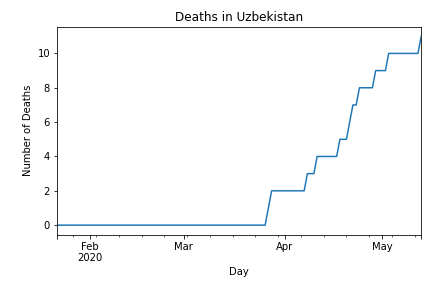 Deaths in Uzbekistan
Number of Deaths
10
8
6
4
2
0
Feb
2020
Mar
Apr
May
Day